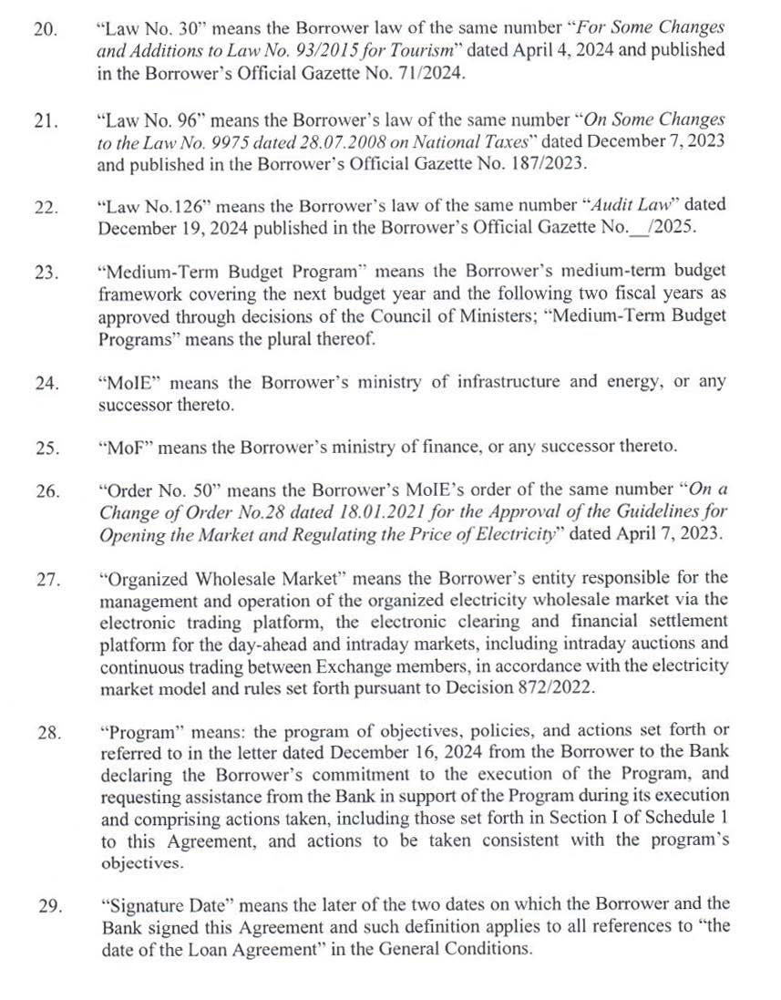 20. “Law No. 30” means the Borrower law of the same number “For Some Changes
and Additions to Law No. 93/2015 for Tourism” dated April 4, 2024 and published
in the Borrower’s Official Gazette No. 71/2024.
21. “Law No. 96” means the Borrower’s law of the same number “On Some Changes
to the Law No. 9975 dated 28.07.2008 on National Taxes” dated December 7, 2023
and published in the Borrower’s Official Gazette No. 187/2023.
22. “Law No.126” means the Borrower’s law of the same number “Audit Law” dated
December 19, 2024 published in the Borrower’s Official Gazette No.__/2025.
23. “Medium-Term Budget Program” means the Borrower’s medium-term budget
framework covering the next budget year and the following two fiscal years as
approved through decisions of the Council of Ministers; “Medium-Term Budget
Programs” means the plural thereof.
24. “MoIE” means the Borrower’s ministry of infrastructure and energy, or any
successor thereto.
25. “MoF” means the Borrower’s ministry of finance, or any successor thereto.
26. “Order No. 50” means the Borrower’s MoIE’s order of the same number “On a
Change of Order No.28 dated 18.01.2021 for the Approval of the Guidelines for
Opening the Market and Regulating the Price of Electricity” dated April 7, 2023.
27. “Organized Wholesale Market” means the Borrower’s entity responsible for the
management and operation of the organized electricity wholesale market via the
electronic trading platform, the electronic clearing and financial settlement
platform for the day-ahead and intraday markets, including intraday auctions and
continuous trading between Exchange members, in accordance with the electricity
market model and rules set forth pursuant to Decision 872/2022.
28. “Program” means: the program of objectives, policies, and actions set forth or
referred to in the letter dated December 16, 2024 from the Borrower to the Bank
declaring the Borrower’s commitment to the execution of the Program, and
requesting assistance from the Bank in support of the Program during its execution
and comprising actions taken, including those set forth in Section I of Schedule 1
to this Agreement, and actions to be taken consistent with the program’s
objectives.
29. “Signature Date” means the later of the two dates on which the Borrower and the
Bank signed this Agreement and such definition applies to all references to “the
date of the Loan Agreement” in the General Conditions.